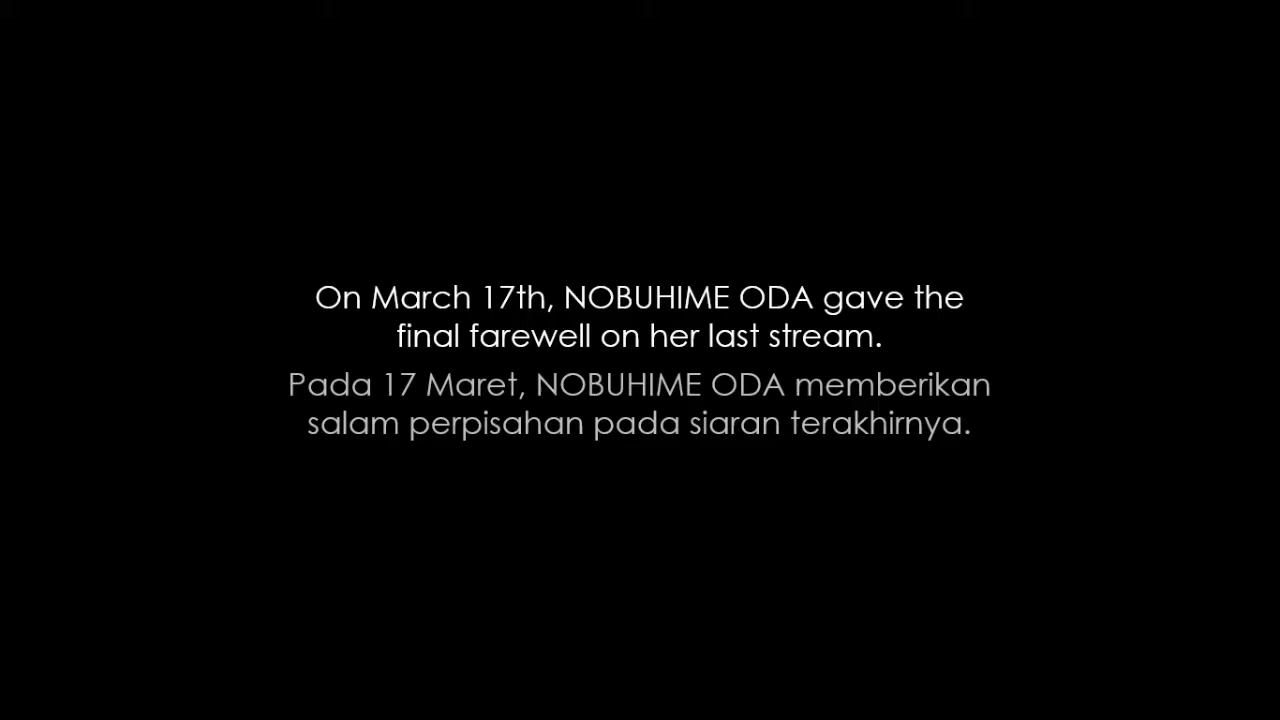 On March 17th, NOBUHIME ODA gave the
final farewell on her last stream.
Pada 17 Maret, NOBUHIME ODA memberikan
salam perpisahan pada siaran terakhirnya.